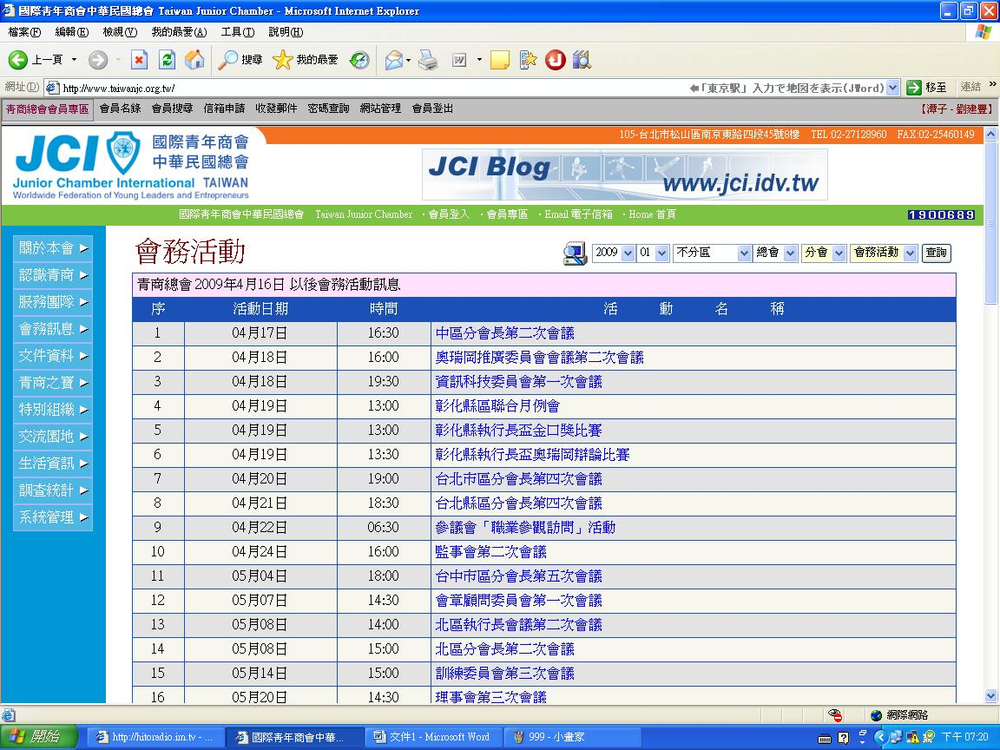 國際青年商會中華民國總會 Taiwan Junior Chamber - Microsoft Internet Explorer
檔案(F) 編輯(E) 檢視(V) 我的最愛(A) 工具(T) 說明(H)
上一頁 搜尋 我的最愛
網址(D) http://www.taiwanjc.org.tw/ 「東京駅」入力で地図を表示(JWord) 移至 連結 »
青商總會會員專區 會員名錄 會員搜尋 信箱申請 收發郵件 密碼查詢 網站管理 會員登出 【潭子 - 劉建豐】
105-台北市松山區南京東路四段45號8樓 TEL:02-27128960 FAX:02-25460149
JCI 國際青年商會
中華民國總會
Junior Chamber International TAIWAN
Worldwide Federation of Young Leaders and Entrepreneurs
JCI Blog
www.jci.idv.tw
國際青年商會中華民國總會 Taiwan Junior Chamber ・會員登入 ・會員專區 ・Email 電子信箱 ・Home 首頁 1900689
關於本會
認識青商
服務團隊
會務訊息
文件資料
青商之寶
特別組織
交流園地
生活資訊
調查統計
系統管理
會務活動 2009 01 不分區 總會 分會 會務活動 查詢
青商總會 2009年4月16日 以後會務活動訊息
序 活動日期 時間 活 動 名 稱
1 04月17日 16:30 中區分會長第二次會議
2 04月18日 16:00 奧瑞岡推廣委員會會議第二次會議
3 04月18日 19:30 資訊科技委員會第一次會議
4 04月19日 13:00 彰化縣區聯合月例會
5 04月19日 13:00 彰化縣執行長盃金口獎比賽
6 04月19日 13:30 彰化縣執行長盃奧瑞岡辯論比賽
7 04月20日 19:00 台北市區分會長第四次會議
8 04月21日 18:30 台北縣區分會長第四次會議
9 04月22日 06:30 參議會「職業參觀訪問」活動
10 04月24日 16:00 監事會第二次會議
11 05月04日 18:00 台中市區分會長第五次會議
12 05月07日 14:30 會章顧問委員會第一次會議
13 05月08日 14:00 北區執行長會議第二次會議
14 05月08日 15:00 北區分會長第二次會議
15 05月14日 15:00 訓練委員會第三次會議
16 05月20日 14:30 理事會第三次會議
網際網路
開始 http://hitoradio.im.tv - ... 國際青年商會中華... 文件1 - Microsoft Word 999 - 小畫家 下午 07:20